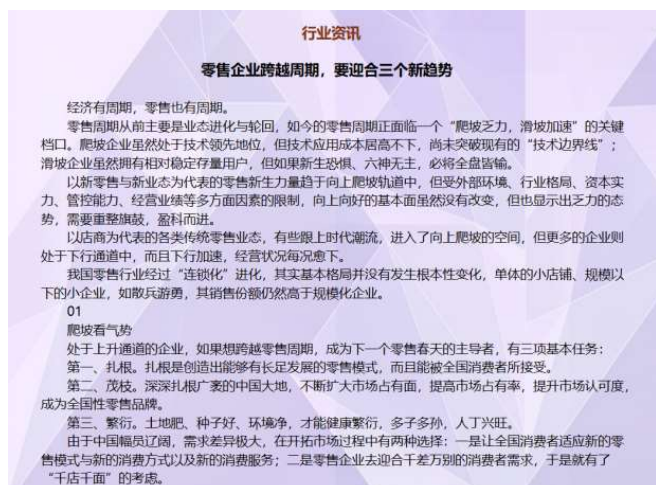 行业资讯
零售企业跨越周期，要迎合三个新趋势
经济有周期，零售也有周期。
零售周期从前主要是业态进化与轮回，如今的零售周期正面临一个“爬坡乏力，滑坡加速”的关键
档口。爬坡企业虽然处于技术领先地位，但技术应用成本居高不下，尚未突破现有的“技术边界线”；
滑坡企业虽然拥有相对稳定存量用户，但如果新生恐惧、六神无主，必将全盘皆输。
以新零售与新业态为代表的零售新生力量趋于向上爬坡轨道中，但受外部环境、行业格局、资本实
力、管控能力、经营业绩等多方面因素的限制，向上向好的基本面虽然没有改变，但也显示出乏力的态
势，需要重整旗鼓，盈科而进。
以店商为代表的各类传统零售业态，有些跟上时代潮流，进入了向上爬坡的空间，但更多的企业则
处于下行通道中，而且下行加速，经营状况每况愈下。
我国零售行业经过“连锁化”进化，其实基本格局并没有发生根本性变化，单体的小店铺、规模以
下的小企业，如散兵游勇，其销售份额仍然高于规模化企业。
01
爬坡看气势
处于上升通道的企业，如果想跨越零售周期，成为下一个零售春天的主导者，有三项基本任务：
第一、扎根。扎根是创造出能够有长足发展的零售模式，而且能被全国消费者所接受。
第二、茂枝。深深扎根广袤的中国大地，不断扩大市场占有面，提高市场占有率，提升市场认可度，
成为全国性零售品牌。
第三、繁衍。土地肥、种子好、环境净，才能健康繁衍，多子多孙，人丁兴旺。
由于中国幅员辽阔，需求差异极大，在开拓市场过程中有两种选择：一是让全国消费者适应新的零
售模式与新的消费方式以及新的消费服务；二是零售企业去迎合千差万别的消费者需求，于是就有了
“千店千面”的考虑。